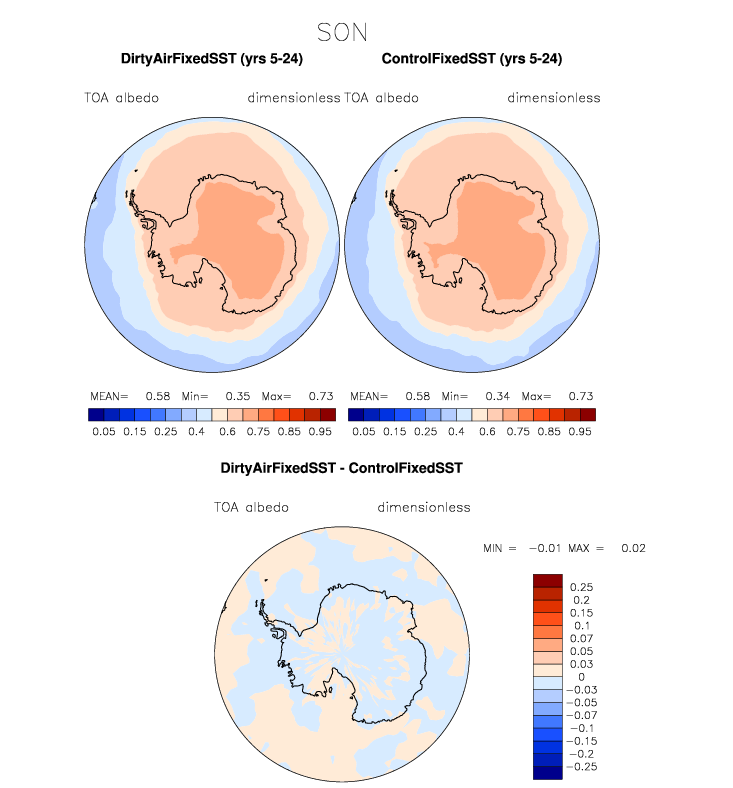 SON
DirtyAirFixedSST (yrs 5-24) ControlFixedSST (yrs 5-24)
TOA albedo dimensionless TOA albedo dimensionless
MEAN= 0.58 Min= 0.35 Max= 0.73 MEAN= 0.58 Min= 0.34 Max= 0.73
0.05 0.15 0.25 0.4 0.6 0.75 0.85 0.95 0.05 0.15 0.25 0.4 0.6 0.75 0.85 0.95
DirtyAirFixedSST - ControlFixedSST
TOA albedo dimensionless
MIN = -0.01 MAX = 0.02
0.25
0.2
0.15
0.1
0.07
0.05
0.03
0
-0.03
-0.05
-0.07
-0.1
-0.15
-0.2
-0.25